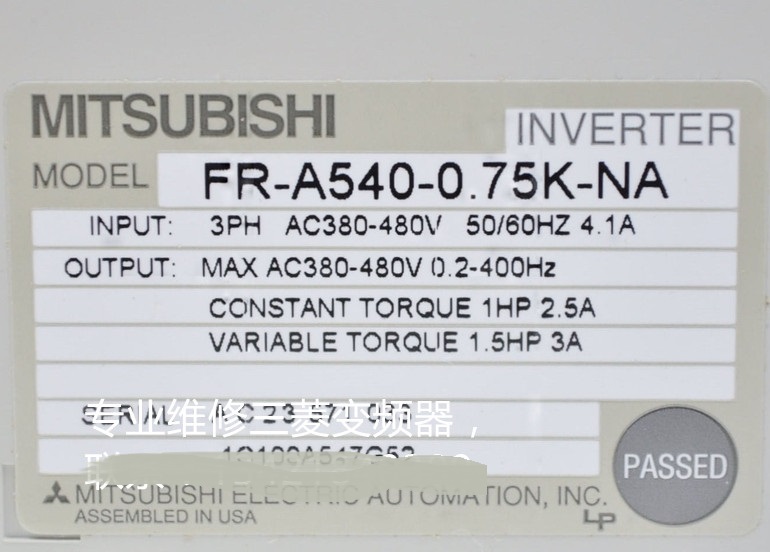 MITSUBISHI
INVERTER
MODEL FR-A540-0.75K-NA
INPUT: 3PH AC380-480V 50/60HZ 4.1A
OUTPUT: MAX AC380-480V 0.2-400Hz
CONSTANT TORQUE 1HP 2.5A
VARIABLE TORQUE 1.5HP 3A
SERIAL
专业维修三菱变频器，
PASSED
MITSUBISHI ELECTRIC AUTOMATION, INC.
ASSEMBLED IN USA
LP